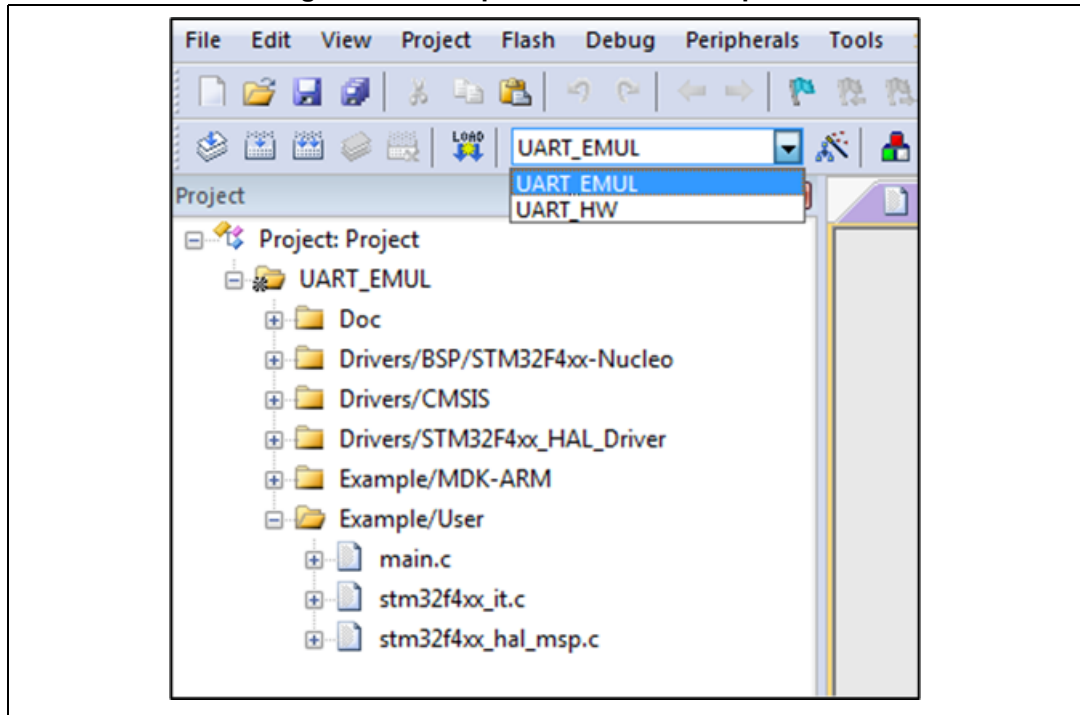 File Edit View Project Flash Debug Peripherals Tools
LOAD UART_EMUL
Project UART_EMUL
UART_HW
Project: Project
UART_EMUL
Doc
Drivers/BSP/STM32F4xx-Nucleo
Drivers/CMSIS
Drivers/STM32F4xx_HAL_Driver
Example/MDK-ARM
Example/User
main.c
stm32f4xx_it.c
stm32f4xx_hal_msp.c